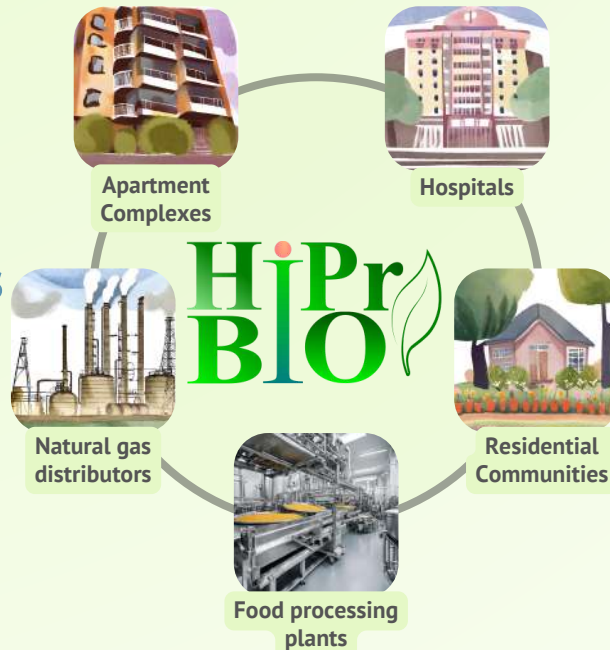 Apartment
Complexes
Hospitals
HiPr
BIO
Natural gas
distributors
Residential
Communities
Food processing
plants